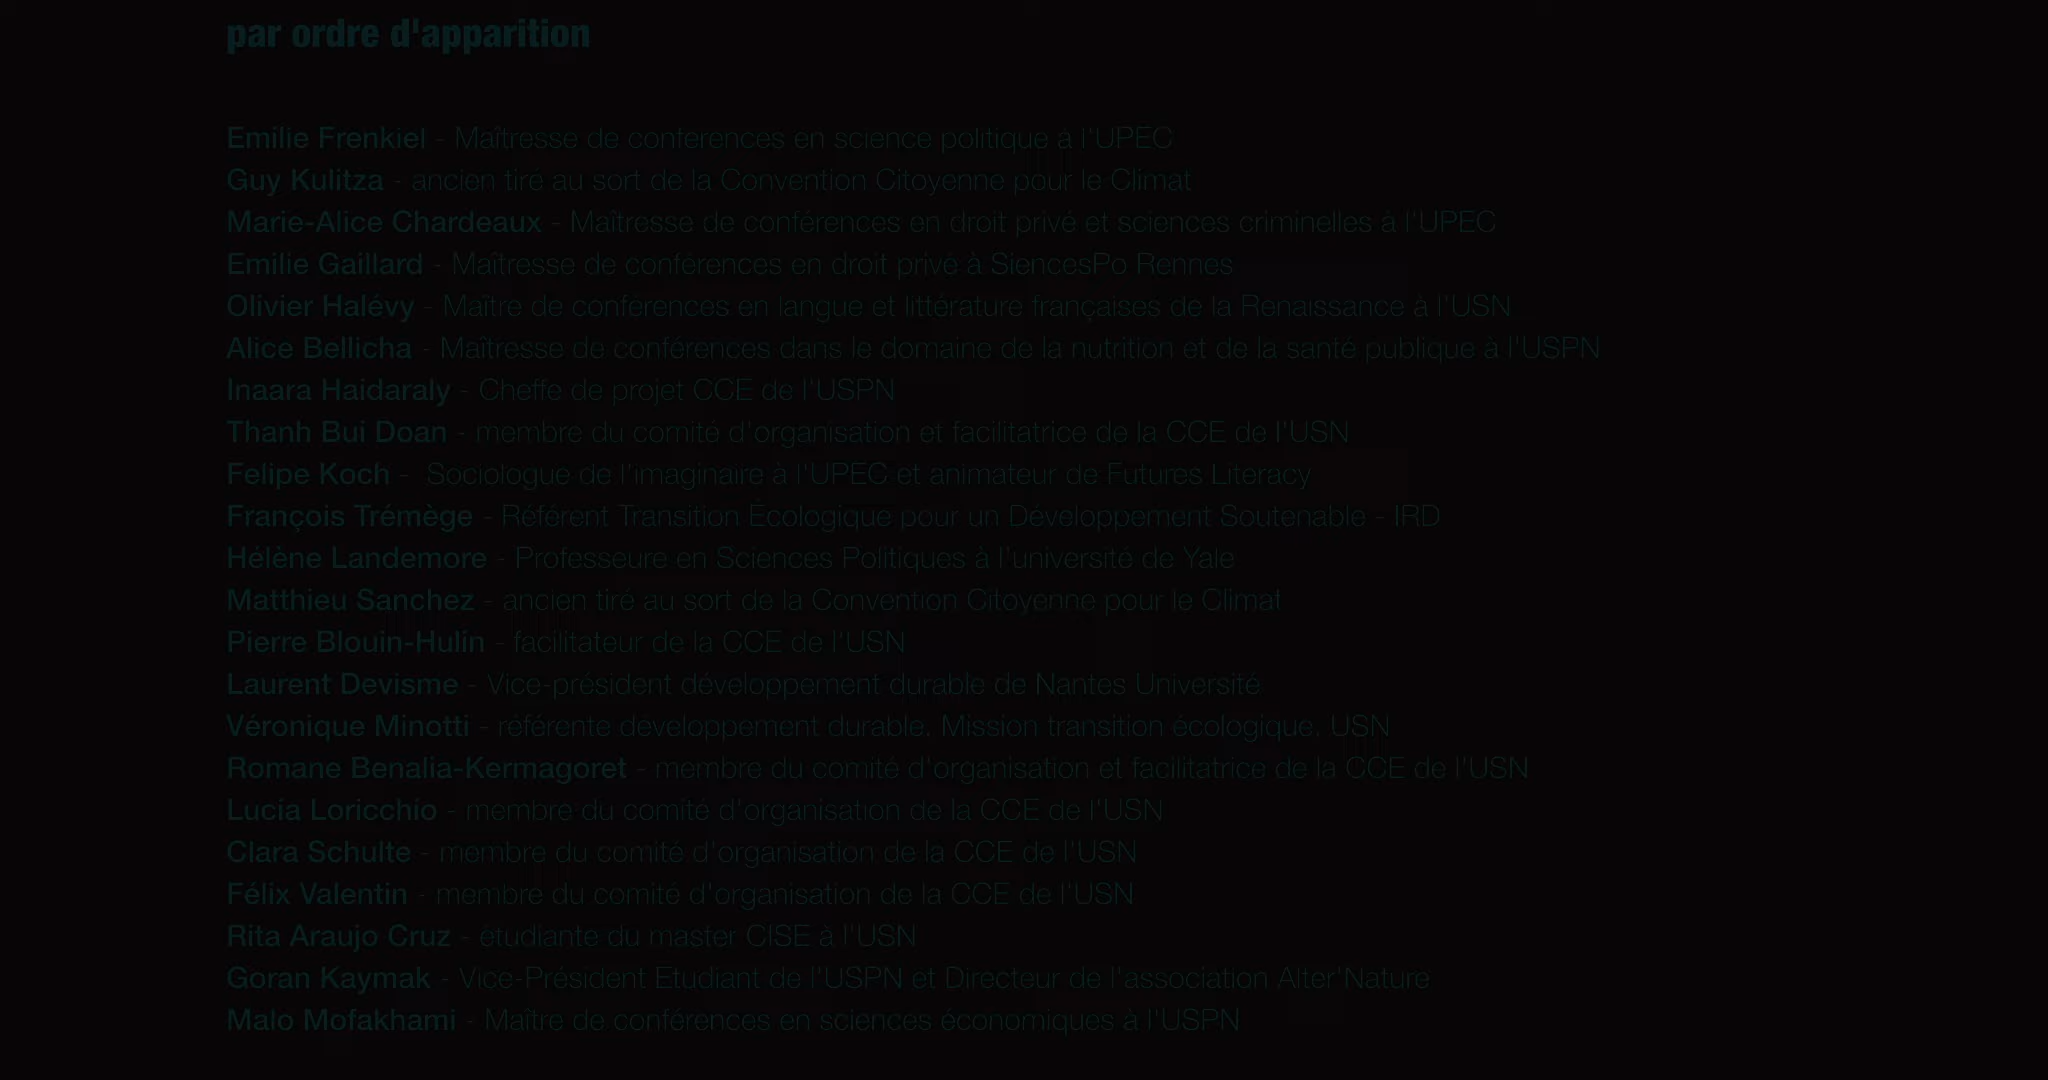 par ordre d'apparition
Emilie Frenkiel - Maîtresse de conferences en science politique à l'UPEC
Guy Kulitza - ancien tiré au sort de la Convention Citoyenne pour le Climat
Marie-Alice Chardeaux - Maîtresse de conférences en droit privé et sciences criminelles à l'UPEC
Emilie Gaillard - Maîtresse de conférences en droit privé à SiencesPo Rennes
Olivier Halévy - Maître de conférences en langue et littérature françaises de la Renaissance à l'USN
Alice Bellicha - Maîtresse de conférences dans le domaine de la nutrition et de la santé publique à l'USPN
Inaara Haidaraly - Cheffe de projet CCE de l'USPN
Thanh Bui Doan - membre du comité d'organisation et facilitatrice de la CCE de l'USN
Felipe Koch - Sociologue de l'imaginaire à l'UPEC et animateur de Futures Literacy
François Trémège - Référent Transition Écologique pour un Développement Soutenable - IRD
Hélène Landemore - Professeure en Sciences Politiques à l'université de Yale
Matthieu Sanchez - ancien tiré au sort de la Convention Citoyenne pour le Climat
Pierre Blouin-Hulin - facilitateur de la CCE de l'USN
Laurent Devisme - Vice-président développement durable de Nantes Université
Véronique Minotti - référente développement durable. Mission transition écologique. USN
Romane Benalia-Kermagoret - membre du comité d'organisation et facilitatrice de la CCE de l'USN
Lucía Loricchio - membre du comité d'organisation de la CCE de l'USN
Clara Schulte - membre du comité d'organisation de la CCE de l'USN
Félix Valentin - membre du comité d'organisation de la CCE de l'USN
Rita Araujo Cruz - étudiante du master CISE à l'USN
Goran Kaymak - Vice-Président Etudiant de l'USPN et Directeur de l'association Alter'Nature
Malo Mofakhami - Maître de conférences en sciences économiques à l'USPN